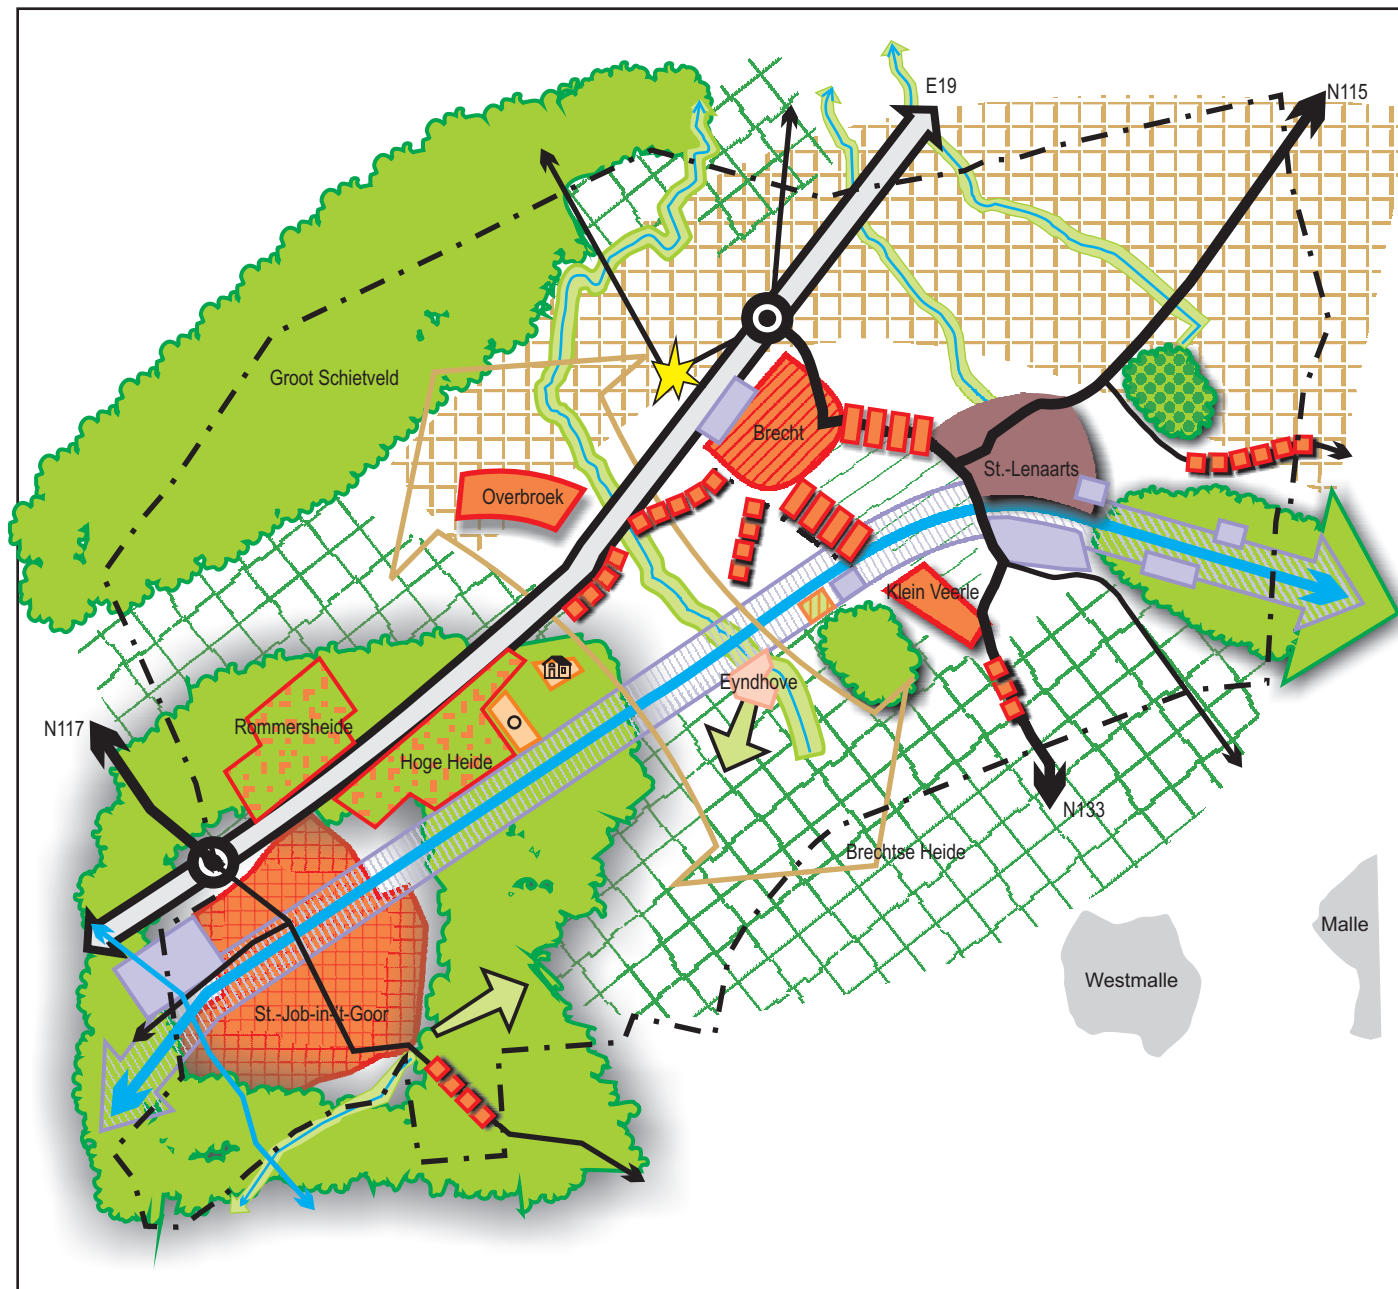 E19
N115
Groot Schietveld
Brecht
St.-Lenaarts
Overbroek
Klein Veerle
Eyndhove
Rommersheide
N117
Hoge Heide
N133
Brechtse Heide
Malle
Westmalle
St.-Job-in-'t-Goor